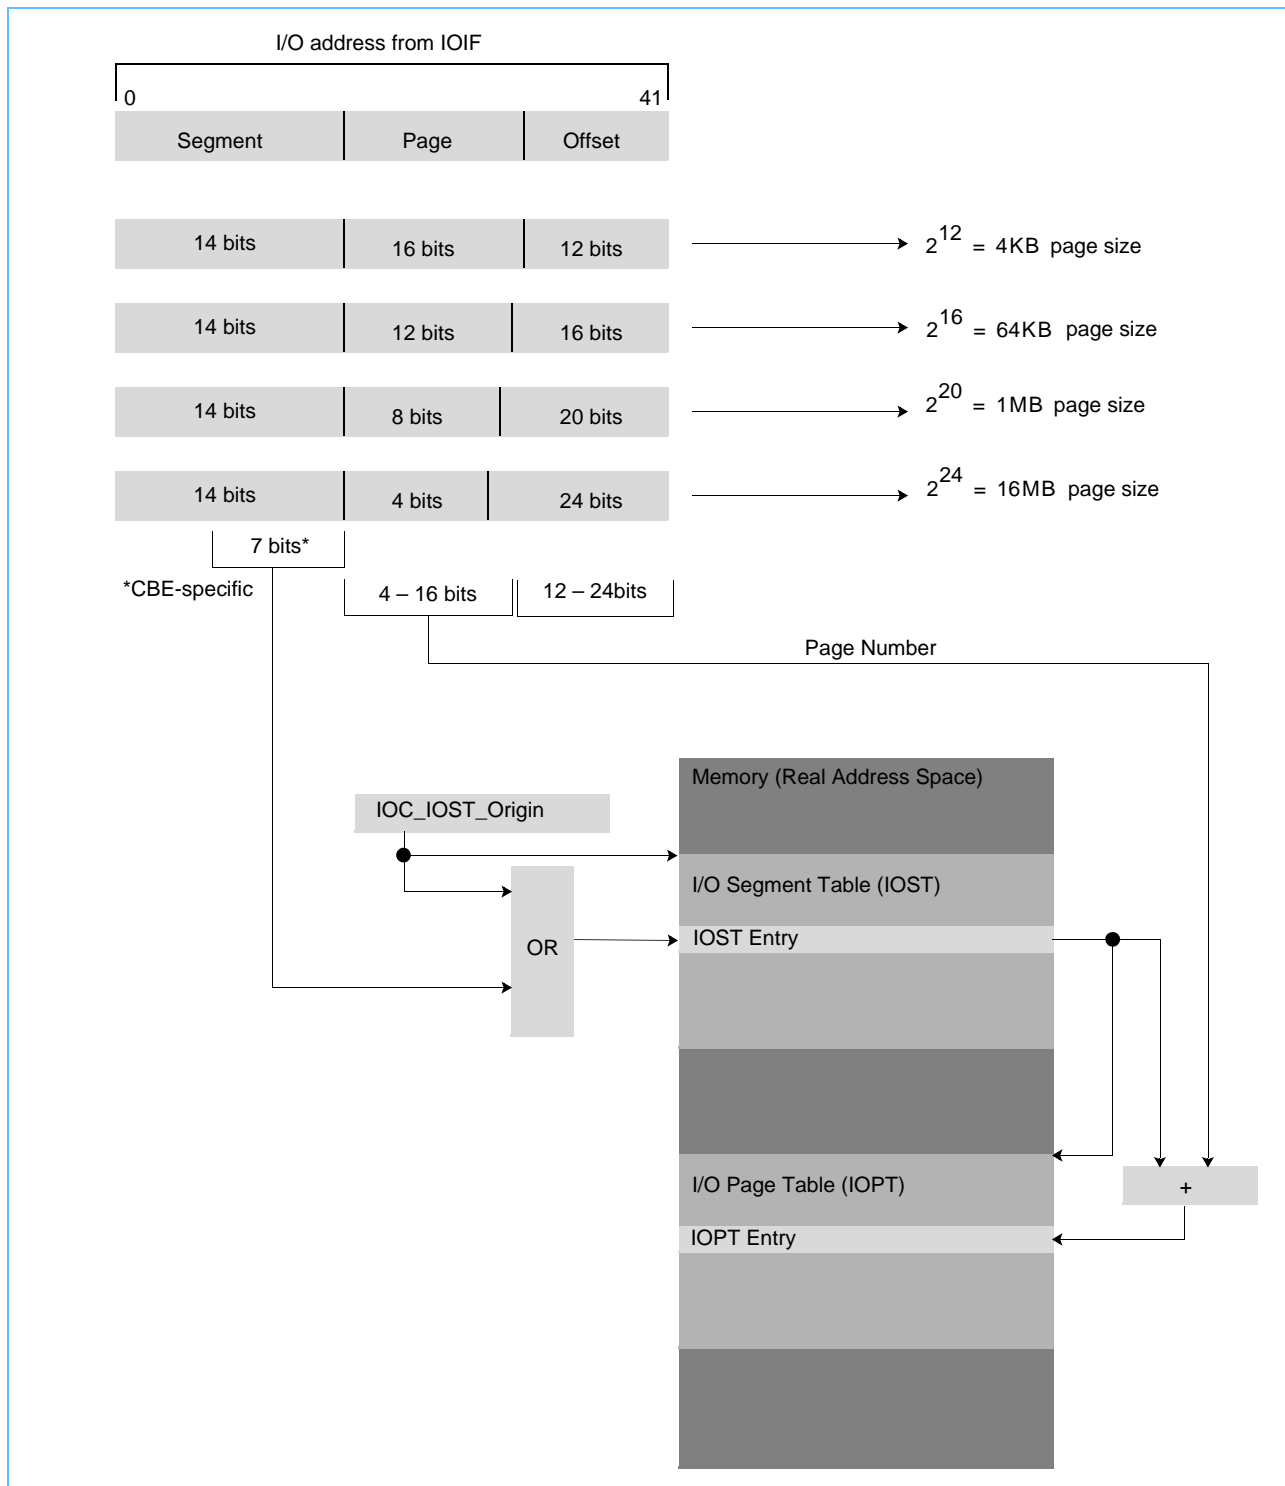 I/O address from IOIF
0 41
Segment Page Offset
14 bits 16 bits 12 bits 2^12 = 4KB page size
14 bits 12 bits 16 bits 2^16 = 64KB page size
14 bits 8 bits 20 bits 2^20 = 1MB page size
14 bits 4 bits 24 bits 2^24 = 16MB page size
7 bits*
*CBE-specific
4 – 16 bits 12 – 24bits
Page Number
Memory (Real Address Space)
IOC_IOST_Origin
I/O Segment Table (IOST)
OR
IOST Entry
I/O Page Table (IOPT)
+
IOPT Entry